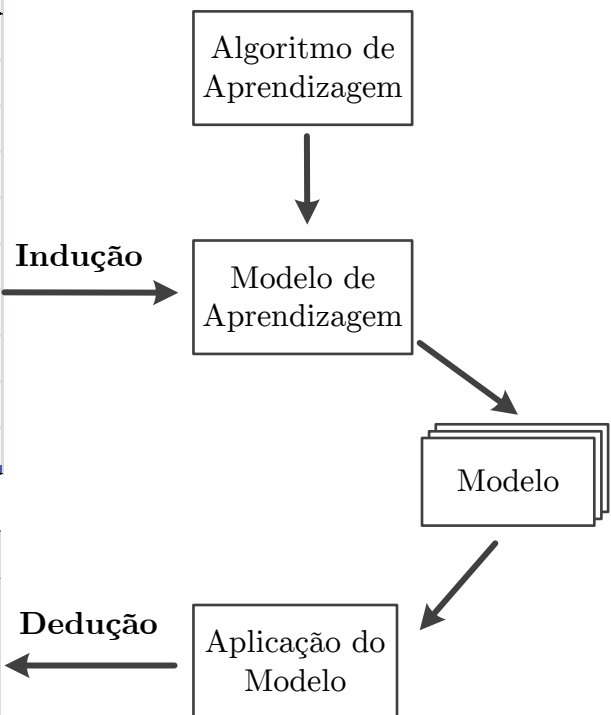 Algoritmo de
Aprendizagem
Indução
Modelo de
Aprendizagem
Modelo
Dedução
Aplicação do
Modelo